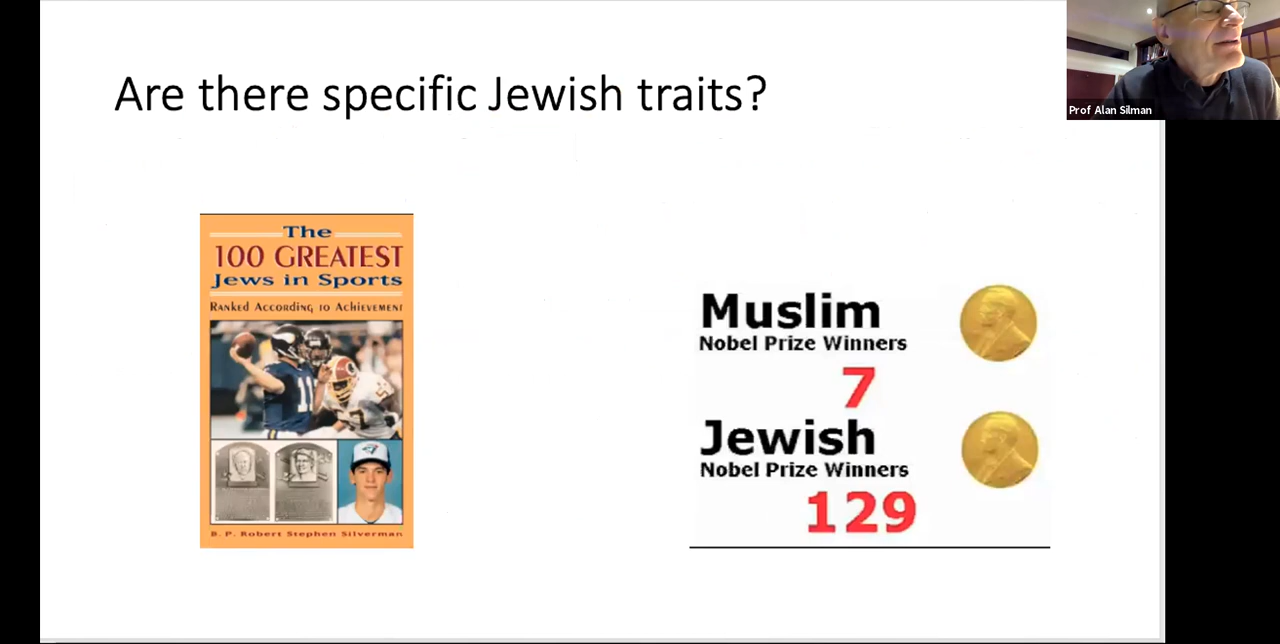 Are there specific Jewish traits?
Prof Alan Silman
The
100 GREATEST
Jews in Sports
RANKED ACCORDING TO ACHIEVEMENT
B. P. Robert Stephen Silverman
Muslim
Nobel Prize Winners
7
Jewish
Nobel Prize Winners
129